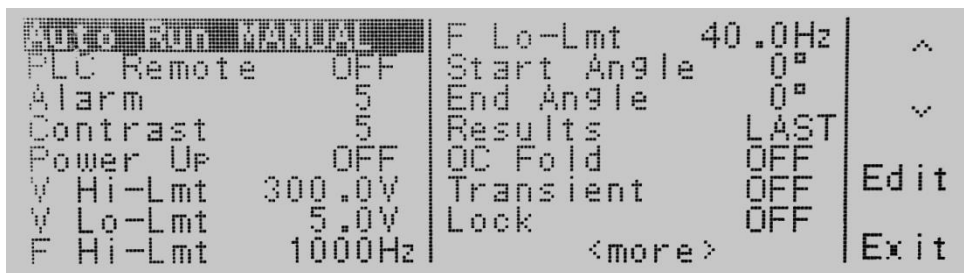 Auto Run MANUAL
PLC Remote OFF
Alarm 5
Contrast 5
Power Up OFF
V Hi-Lmt 300.0V
V Lo-Lmt 5.0V
F Hi-Lmt 1000Hz
F Lo-Lmt 40.0Hz
Start Angle 0°
End Angle 0°
Results LAST
OC Fold OFF
Transient OFF
Lock OFF
<more>
^
v
Edit
Exit